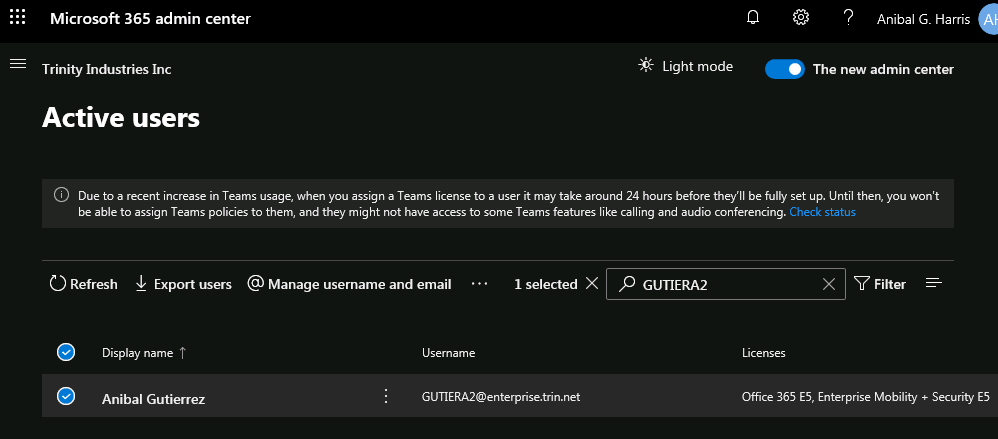 Microsoft 365 admin center
Anibal G. Harris
AH
Trinity Industries Inc
Light mode
The new admin center
Active users
Due to a recent increase in Teams usage, when you assign a Teams license to a user it may take around 24 hours before they'll be fully set up. Until then, you won't
be able to assign Teams policies to them, and they might not have access to some Teams features like calling and audio conferencing. Check status
Refresh
Export users
Manage username and email
1 selected
GUTIERA2
Filter
Display name ↑
Username
Licenses
Anibal Gutierrez
GUTIERA2@enterprise.trin.net
Office 365 E5, Enterprise Mobility + Security E5